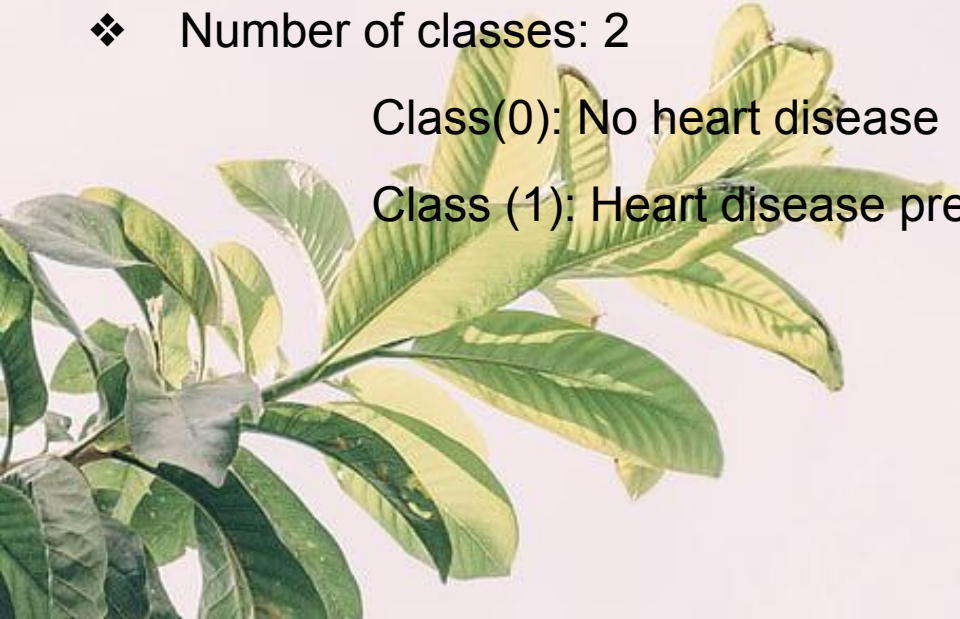 ❖ Number of classes: 2
Class(0): No heart disease
Class (1): Heart disease pre